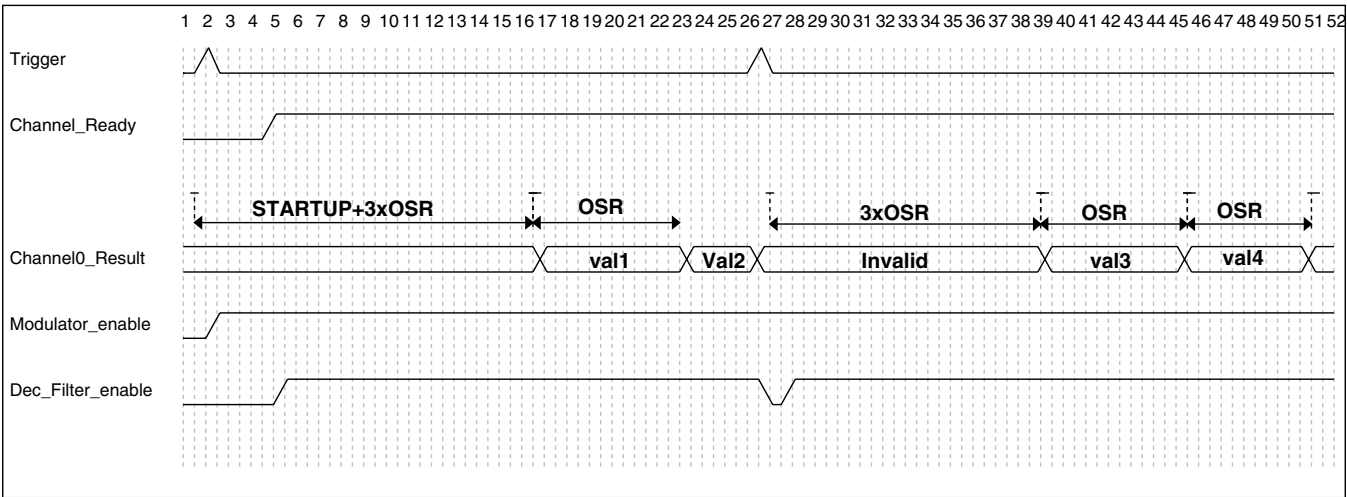 1 2 3 4 5 6 7 8 9 10 11 12 13 14 15 16 17 18 19 20 21 22 23 24 25 26 27 28 29 30 31 32 33 34 35 36 37 38 39 40 41 42 43 44 45 46 47 48 49 50 51 52
Trigger
Channel_Ready
STARTUP+3xOSR OSR 3xOSR OSR OSR
Channel0_Result val1 Val2 Invalid val3 val4
Modulator_enable
Dec_Filter_enable